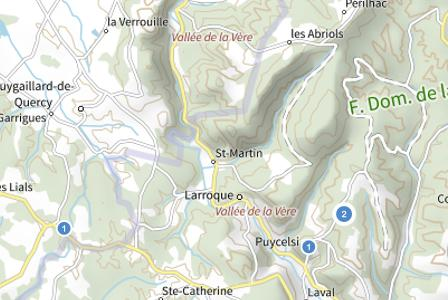 Perilhac
la Verrouille
Vallée de la Vère
les Abriols
uygaillard-de-
Quercy
Garrigues
F. Dom. de la
St-Martin
es Lials
Larroque
Vallée de la Vère
2
1
Puycelsi
1
Ste-Catherine
Laval